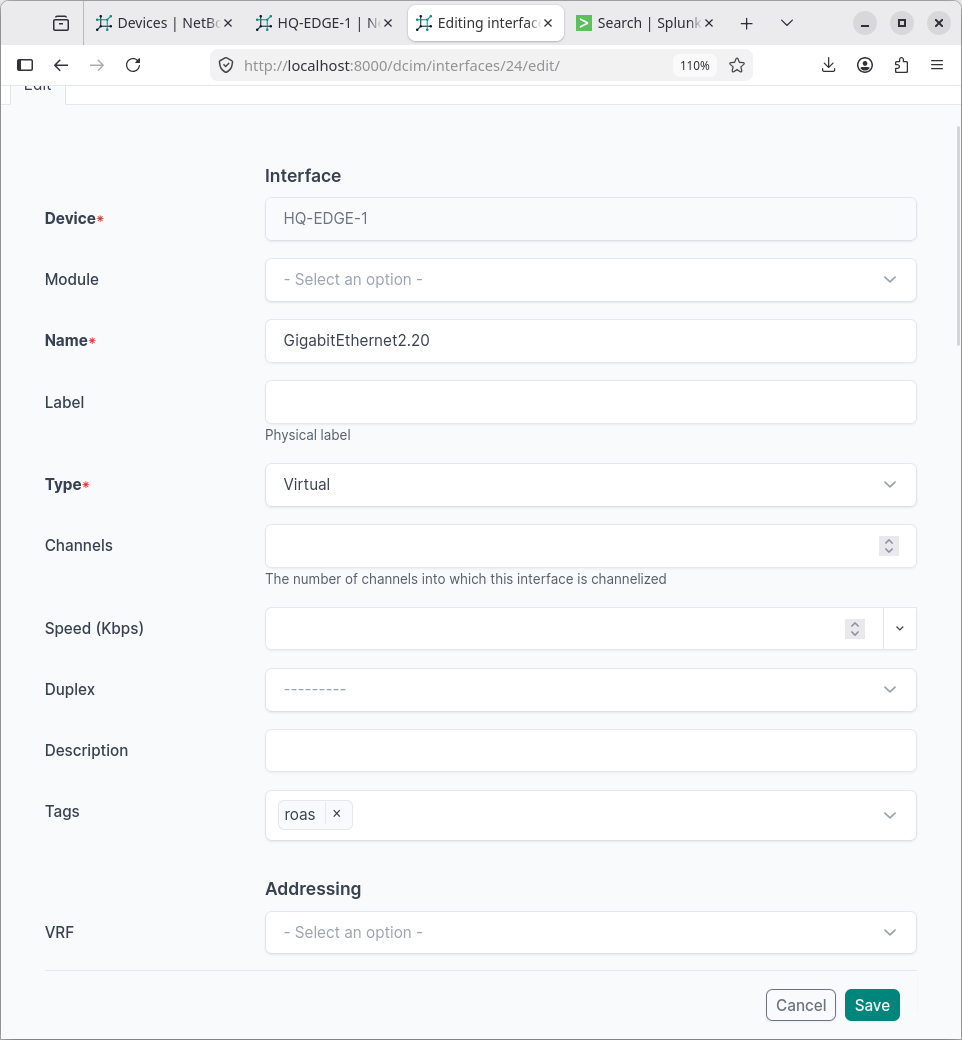 Devices | NetBo
HQ-EDGE-1 | Ne
Editing interfac
Search | Splunk
http://localhost:8000/dcim/interfaces/24/edit/
110%
Edit
Interface
Device*
HQ-EDGE-1
Module
- Select an option -
Name*
GigabitEthernet2.20
Label
Physical label
Type*
Virtual
Channels
The number of channels into which this interface is channelized
Speed (Kbps)
Duplex
---------
Description
Tags
roas ×
Addressing
VRF
- Select an option -
Cancel
Save